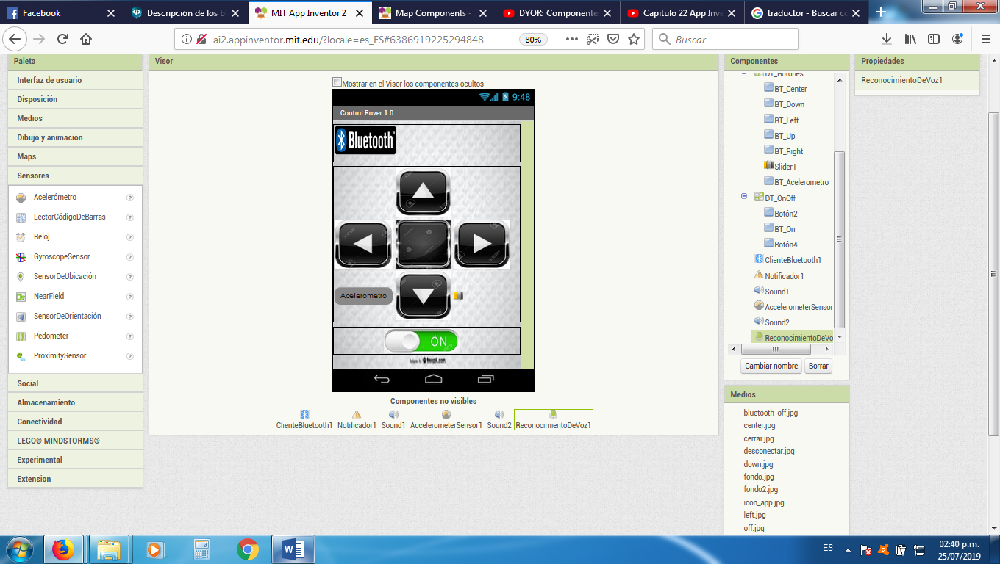 Facebook
Descripción de los bl
MIT App Inventor 2
Map Components -
DYOR: Componente
Capítulo 22 App Inve
traductor - Buscar co
ai2.appinventor.mit.edu/?locale=es_ES#6386919225294848
80%
Buscar
Paleta
Interfaz de usuario
Disposición
Medios
Dibujo y animación
Maps
Sensores
Acelerómetro
LectorCódigoDeBarras
Reloj
GyroscopeSensor
SensorDeUbicación
NearField
SensorDeOrientación
Pedometer
ProximitySensor
Social
Almacenamiento
Conectividad
LEGO® MINDSTORMS®
Experimental
Extension
Visor
Mostrar en el Visor los componentes ocultos
9:48
Control Rover 1.0
Bluetooth™
Acelerometro
ON
designed by freepik.com
Componentes no visibles
ClienteBluetooth1 Notificador1 Sound1 AccelerometerSensor1 Sound2 ReconocimientoDeVoz1
Componentes
DT_Botones
BT_Center
BT_Down
BT_Left
BT_Up
BT_Right
Slider1
BT_Acelerometro
DT_OnOff
Botón2
BT_On
Botón4
ClienteBluetooth1
Notificador1
Sound1
AccelerometerSensor
Sound2
ReconocimientoDeVo
Cambiar nombre Borrar
Medios
bluetooth_off.jpg
center.jpg
cerrar.jpg
desconectar.jpg
down.jpg
fondo.jpg
fondo2.jpg
icon_app.jpg
left.jpg
off.jpg
Propiedades
ReconocimientoDeVoz1
ES
02:40 p.m.
25/07/2019